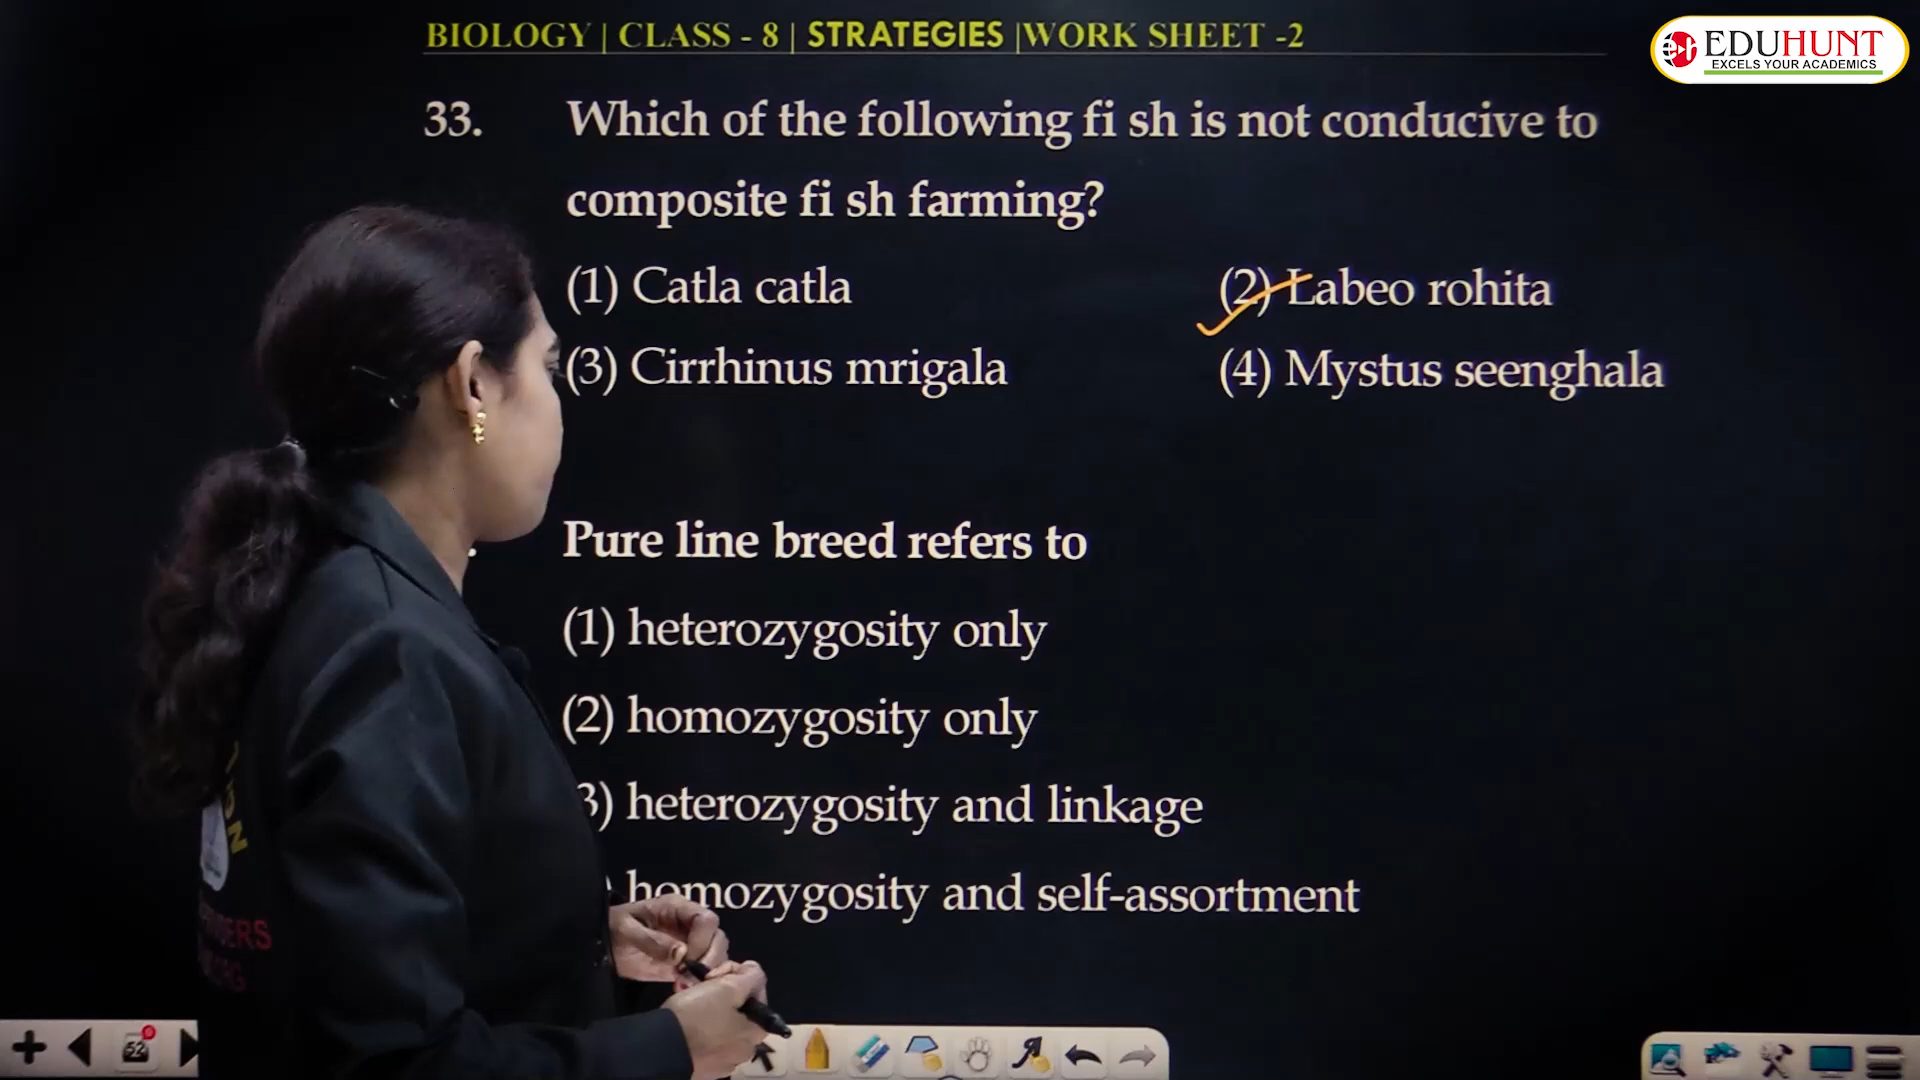 BIOLOGY | CLASS - 8 | STRATEGIES |WORK SHEET -2
EDUHUNT
EXCELS YOUR ACADEMICS
33. Which of the following fi sh is not conducive to
composite fi sh farming?
(1) Catla catla (2) Labeo rohita
(3) Cirrhinus mrigala (4) Mystus seenghala
Pure line breed refers to
(1) heterozygosity only
(2) homozygosity only
3) heterozygosity and linkage
) homozygosity and self-assortment
52